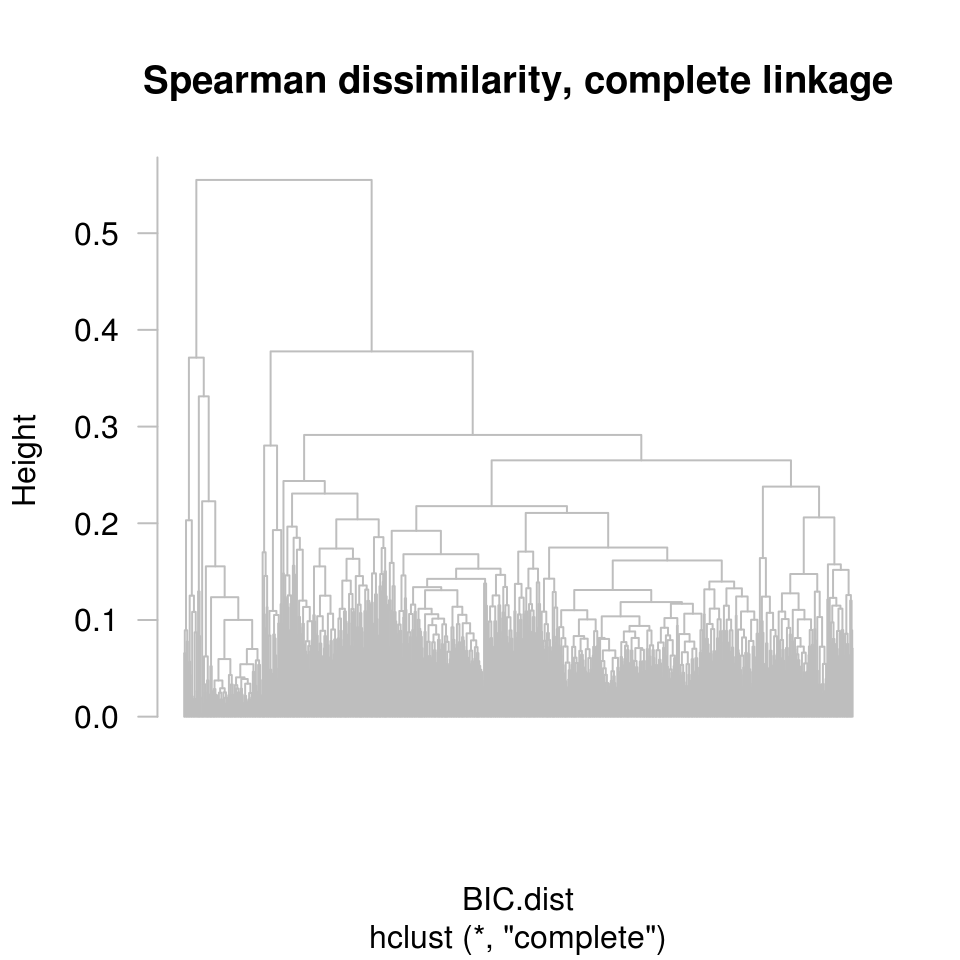 Spearman dissimilarity, complete linkage
Height
0.5
0.4
0.3
0.2
0.1
0.0
BIC.dist
hclust (*, "complete")